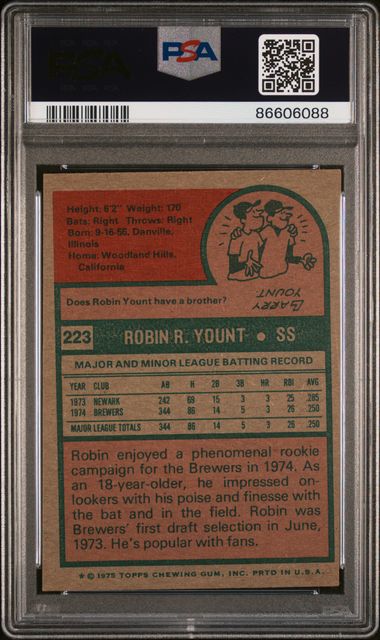 PSA
86606088
Height: 6'2" Weight: 170
Bats: Right Throws: Right
Born: 9-16-55, Danville,
Illinois
Home: Woodland Hills,
California
Does Robin Yount have a brother?
LARRY
YOUNT
223 ROBIN R. YOUNT • SS
MAJOR AND MINOR LEAGUE BATTING RECORD
YEAR CLUB AB H 2B 3B HR RBI AVG
1973 NEWARK 242 69 15 3 3 25 .285
1974 BREWERS 344 86 14 5 3 26 .250
MAJOR LEAGUE TOTALS 344 86 14 5 3 26 .250
Robin enjoyed a phenomenal rookie
campaign for the Brewers in 1974. As
an 18-year-older, he impressed on-
lookers with his poise and finesse with
the bat and in the field. Robin was
Brewers' first draft selection in June,
1973. He's popular with fans.
* © 1975 TOPPS CHEWING GUM, INC. PRTD IN U.S.A.